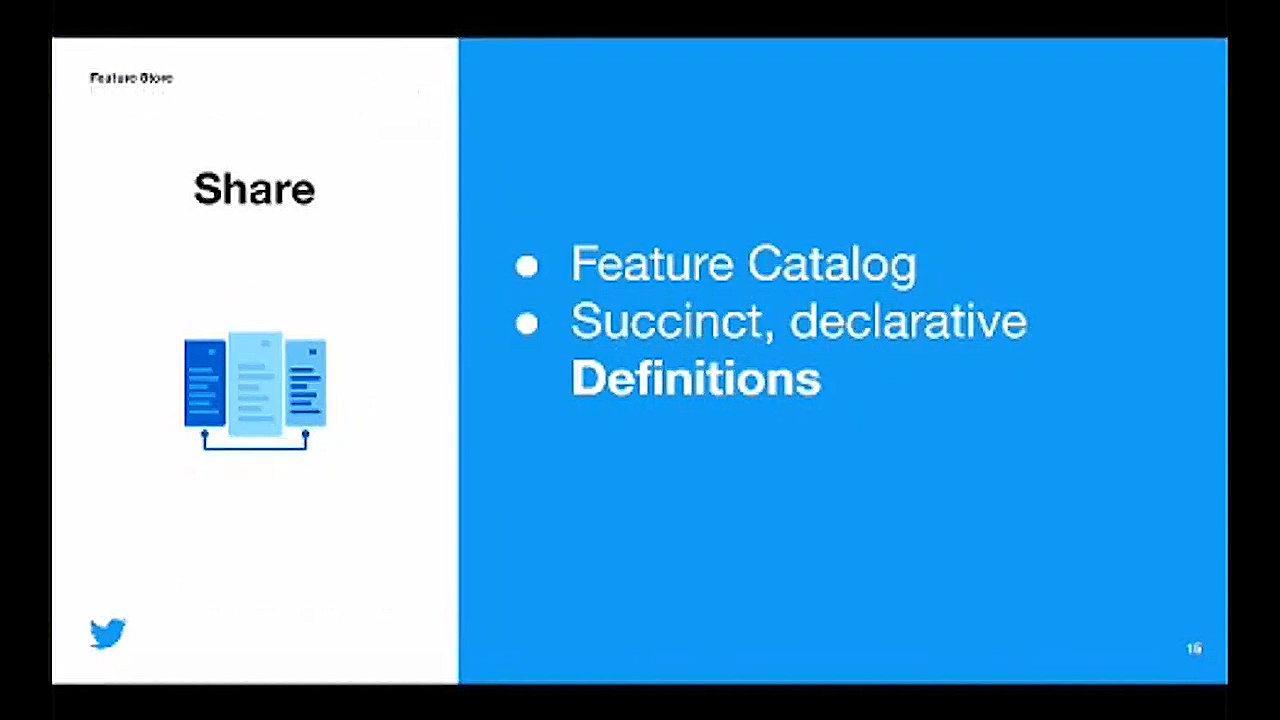 Feature Store
Share
● Feature Catalog
● Succinct, declarative
Definitions